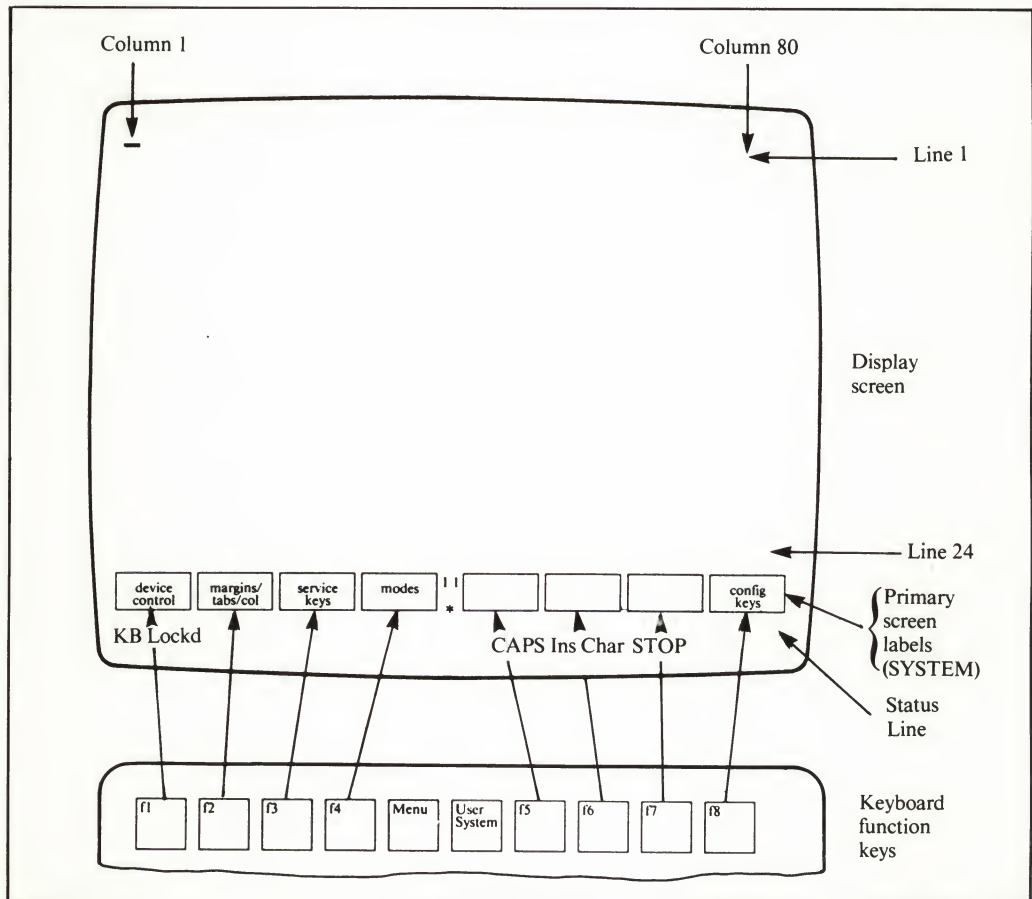 Column 1
Column 80
Line 1
Display
screen
Line 24
device
control
margins/
tabs/col
service
keys
modes
1 1
*
config
keys
KB Lockd
CAPS Ins Char STOP
Primary
screen
labels
(SYSTEM)
Status
Line
f1
f2
f3
f4
Menu
User
System
f5
f6
f7
f8
Keyboard
function
keys